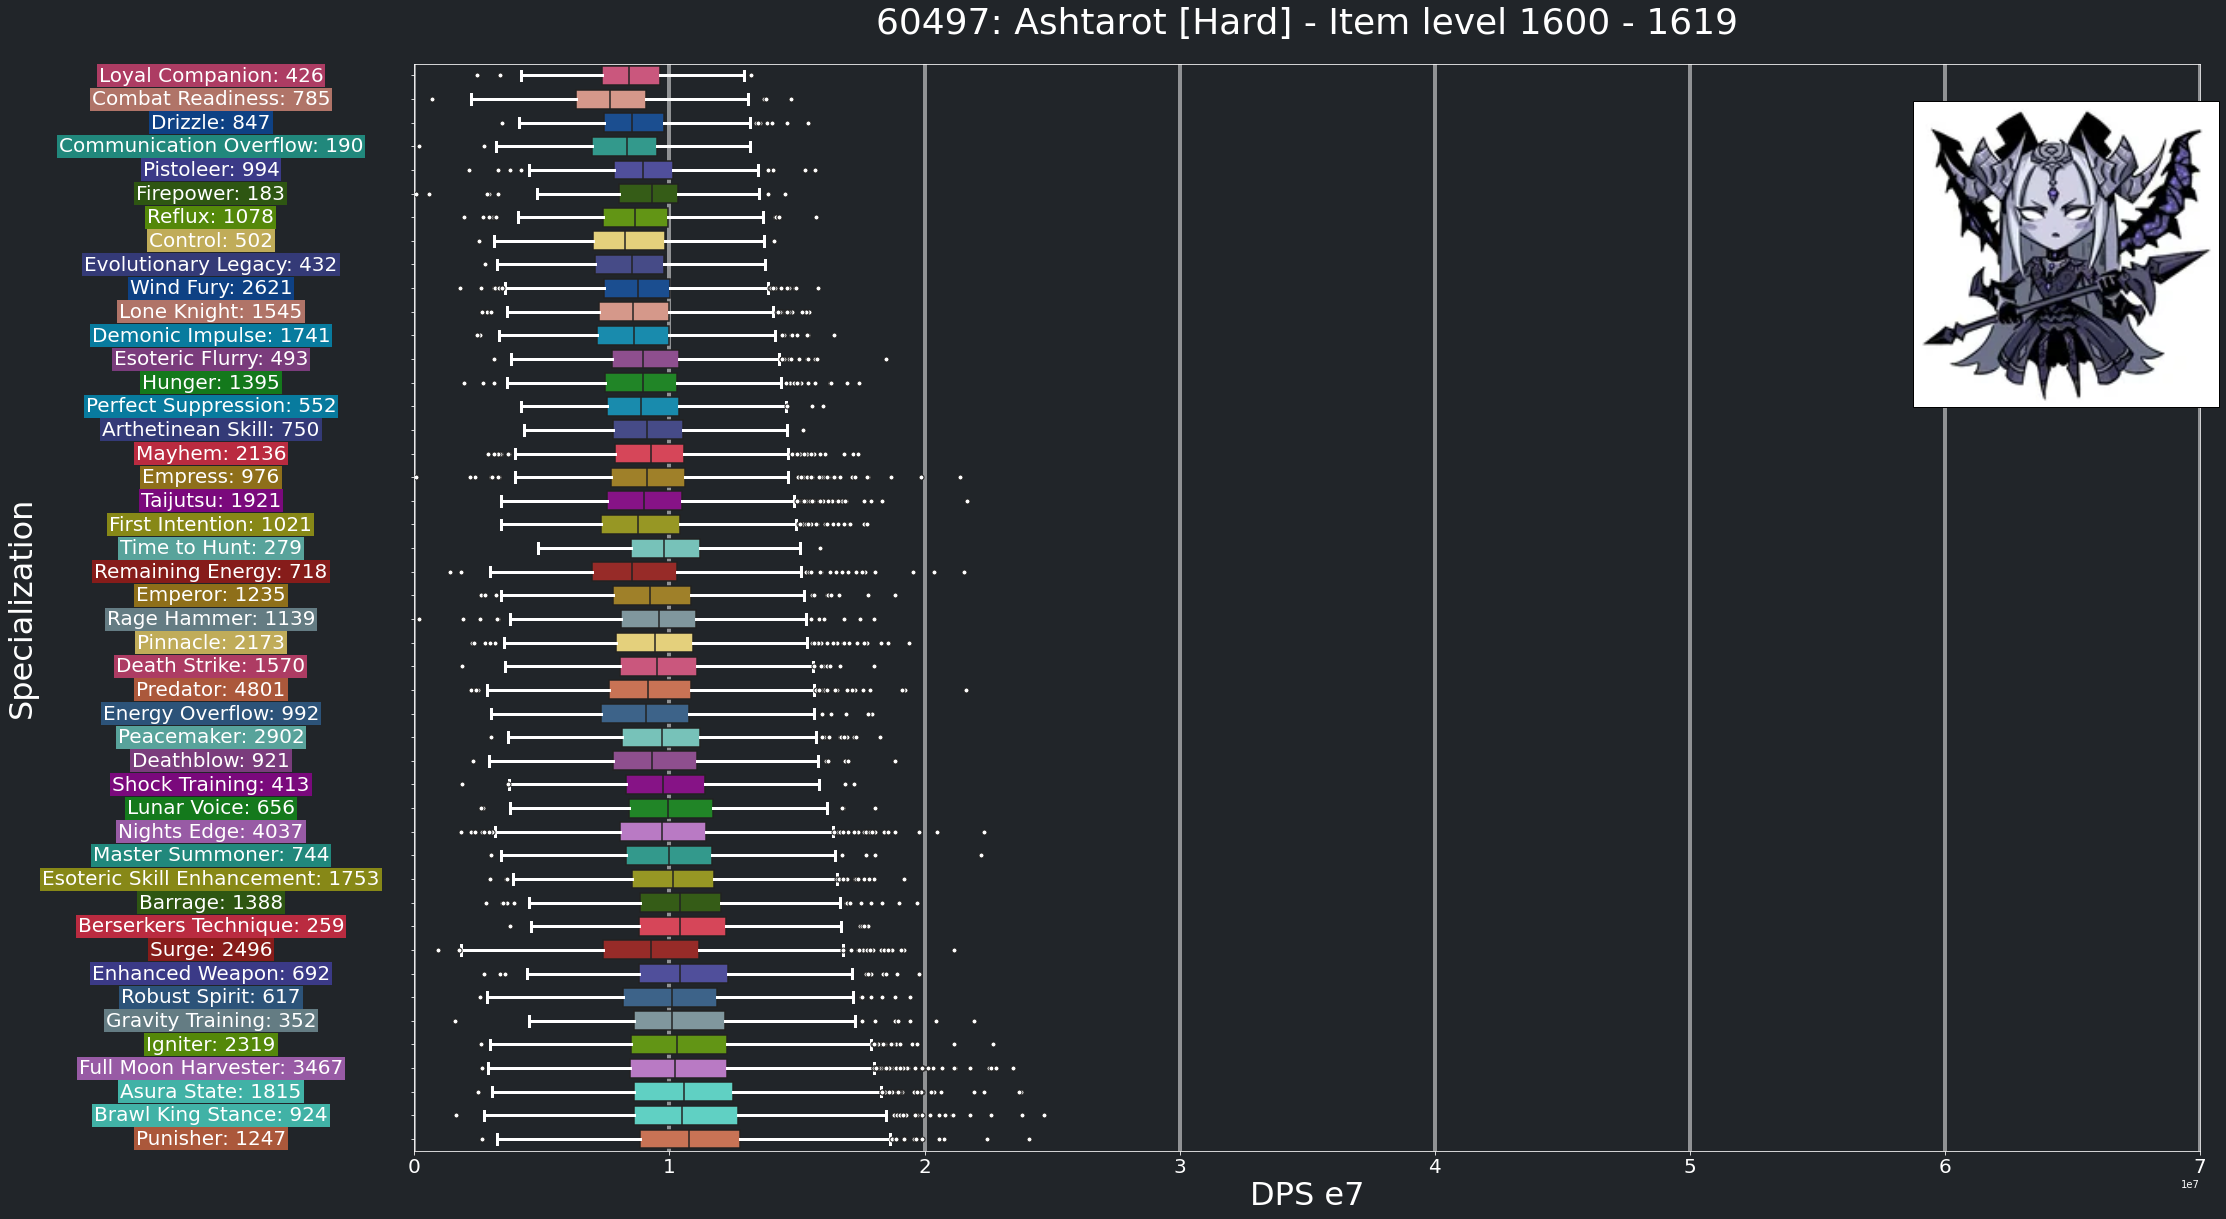 60497: Ashtarot [Hard] - Item level 1600 - 1619
Specialization
Loyal Companion: 426
Combat Readiness: 785
Drizzle: 847
Communication Overflow: 190
Pistoleer: 994
Firepower: 183
Reflux: 1078
Control: 502
Evolutionary Legacy: 432
Wind Fury: 2621
Lone Knight: 1545
Demonic Impulse: 1741
Esoteric Flurry: 493
Hunger: 1395
Perfect Suppression: 552
Arthetinean Skill: 750
Mayhem: 2136
Empress: 976
Taijutsu: 1921
First Intention: 1021
Time to Hunt: 279
Remaining Energy: 718
Emperor: 1235
Rage Hammer: 1139
Pinnacle: 2173
Death Strike: 1570
Predator: 4801
Energy Overflow: 992
Peacemaker: 2902
Deathblow: 921
Shock Training: 413
Lunar Voice: 656
Nights Edge: 4037
Master Summoner: 744
Esoteric Skill Enhancement: 1753
Barrage: 1388
Berserkers Technique: 259
Surge: 2496
Enhanced Weapon: 692
Robust Spirit: 617
Gravity Training: 352
Igniter: 2319
Full Moon Harvester: 3467
Asura State: 1815
Brawl King Stance: 924
Punisher: 1247
0 1 2 3 4 5 6 7
1e7
DPS e7